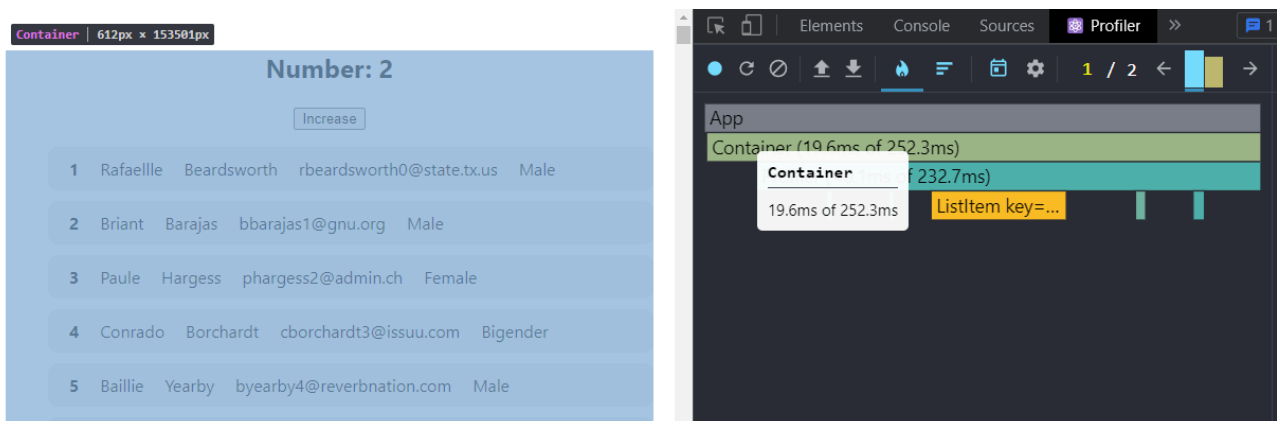 Container | 612px × 153501px
Number: 2
Increase
1 Rafaellle Beardsworth rbeardsworth0@state.tx.us Male
2 Briant Barajas bbarajas1@gnu.org Male
3 Paule Hargess phargess2@admin.ch Female
4 Conrado Borchardt cborchardt3@issuu.com Bigender
5 Baillie Yearby byearby4@reverbnation.com Male
Elements Console Sources Profiler » 1
1 / 2
App
Container (19.6ms of 252.3ms)
1ms of 232.7ms)
Container
19.6ms of 252.3ms
ListItem key=...